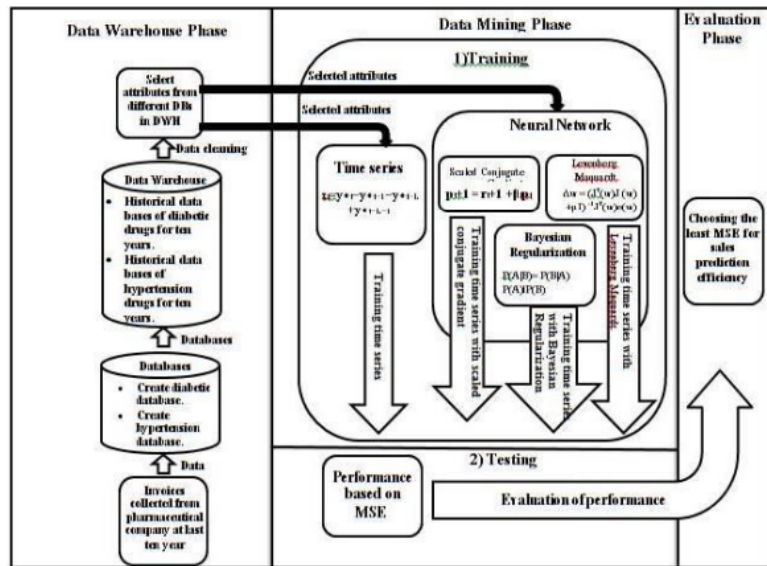 Data Warehouse Phase
Select
attributes from
different DBs
in DWH
Data cleaning
Data Warehouse
• Historical data
bases of diabetic
drugs for ten
years.
• Historical data
bases of
hypertension
drugs for ten
years.
Databases
Databases
• Create diabetic
database.
• Create
hypertension
database.
Data
Invoices
collected from
pharmaceutical
company at last
ten year
Data Mining Phase
1)Training
Selected attributes
Selected attributes
Time series
Training time series
Neural Network
Scaled Conjugate
Training time series with scaled
conjugate gradient
Bayesian
Regularization
P(A|B)= P(B|A)
P(A)/P(B)
Training time series
with Bayesian
Levenberg
Training time series with
2) Testing
Performance
based on
MSE
Evaluation of performance
Evaluation
Phase
Choosing the
least MSE for
sales
prediction
efficiency